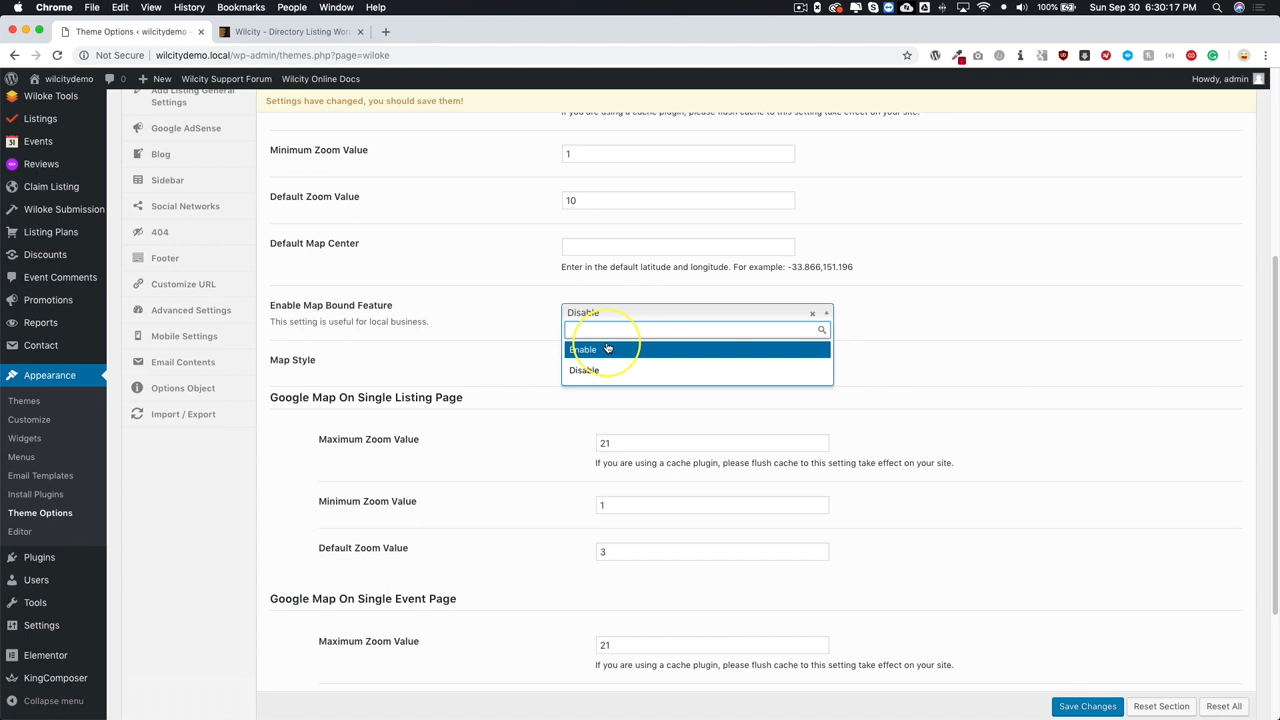 Chrome File Edit View History Bookmarks People Window Help
100% Sun Sep 30 6:30:17 PM
Theme Options < wilcitydemo –
Wilcity - Directory Listing Wor
Not Secure wilcitydemo.local/wp-admin/themes.php?page=wiloke
wilcitydemo 0 New Wilcity Support Forum Wilcity Online Docs
Howdy, admin
Wiloke Tools
Listings
Events
Reviews
Claim Listing
Wiloke Submission
Listing Plans
Discounts
Event Comments
Promotions
Reports
Contact
Appearance
Themes
Customize
Widgets
Menus
Email Templates
Install Plugins
Theme Options
Editor
Plugins
Users
Tools
Settings
Elementor
KingComposer
Collapse menu
Add Listing General
Settings
Google AdSense
Blog
Sidebar
Social Networks
404
Footer
Customize URL
Advanced Settings
Mobile Settings
Email Contents
Options Object
Import / Export
Settings have changed, you should save them!
If you are using a cache plugin, please flush cache to this setting take effect on your site.
Minimum Zoom Value
1
Default Zoom Value
10
Default Map Center
Enter in the default latitude and longitude. For example: -33.866,151.196
Enable Map Bound Feature
This setting is useful for local business.
Disable
Enable
Disable
Map Style
Google Map On Single Listing Page
Maximum Zoom Value
21
If you are using a cache plugin, please flush cache to this setting take effect on your site.
Minimum Zoom Value
1
Default Zoom Value
3
Google Map On Single Event Page
Maximum Zoom Value
21
If you are using a cache plugin, please flush cache to this setting take effect on your site.
Save Changes Reset Section Reset All